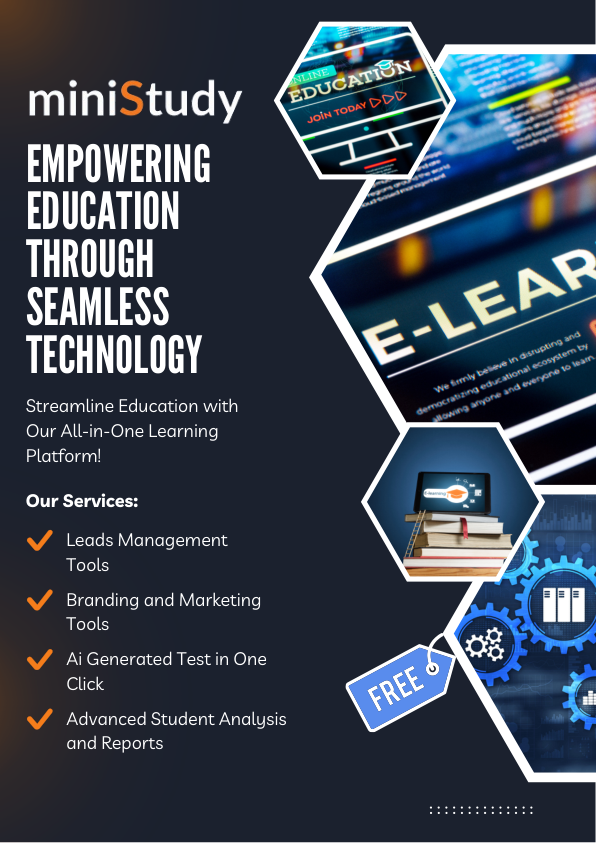 miniStudy
EMPOWERING
EDUCATION
THROUGH
SEAMLESS
TECHNOLOGY
Streamline Education with
Our All-in-One Learning
Platform!
Our Services:
Leads Management
Tools
Branding and Marketing
Tools
Ai Generated Test in One
Click
Advanced Student Analysis
and Reports
ONLINE
EDUCATION
JOIN TODAY
E-LEAR
We firmly believe in disrupting and
democratizing educational ecosystem by
allowing anyone and everyone to learn
E-learning
FREE